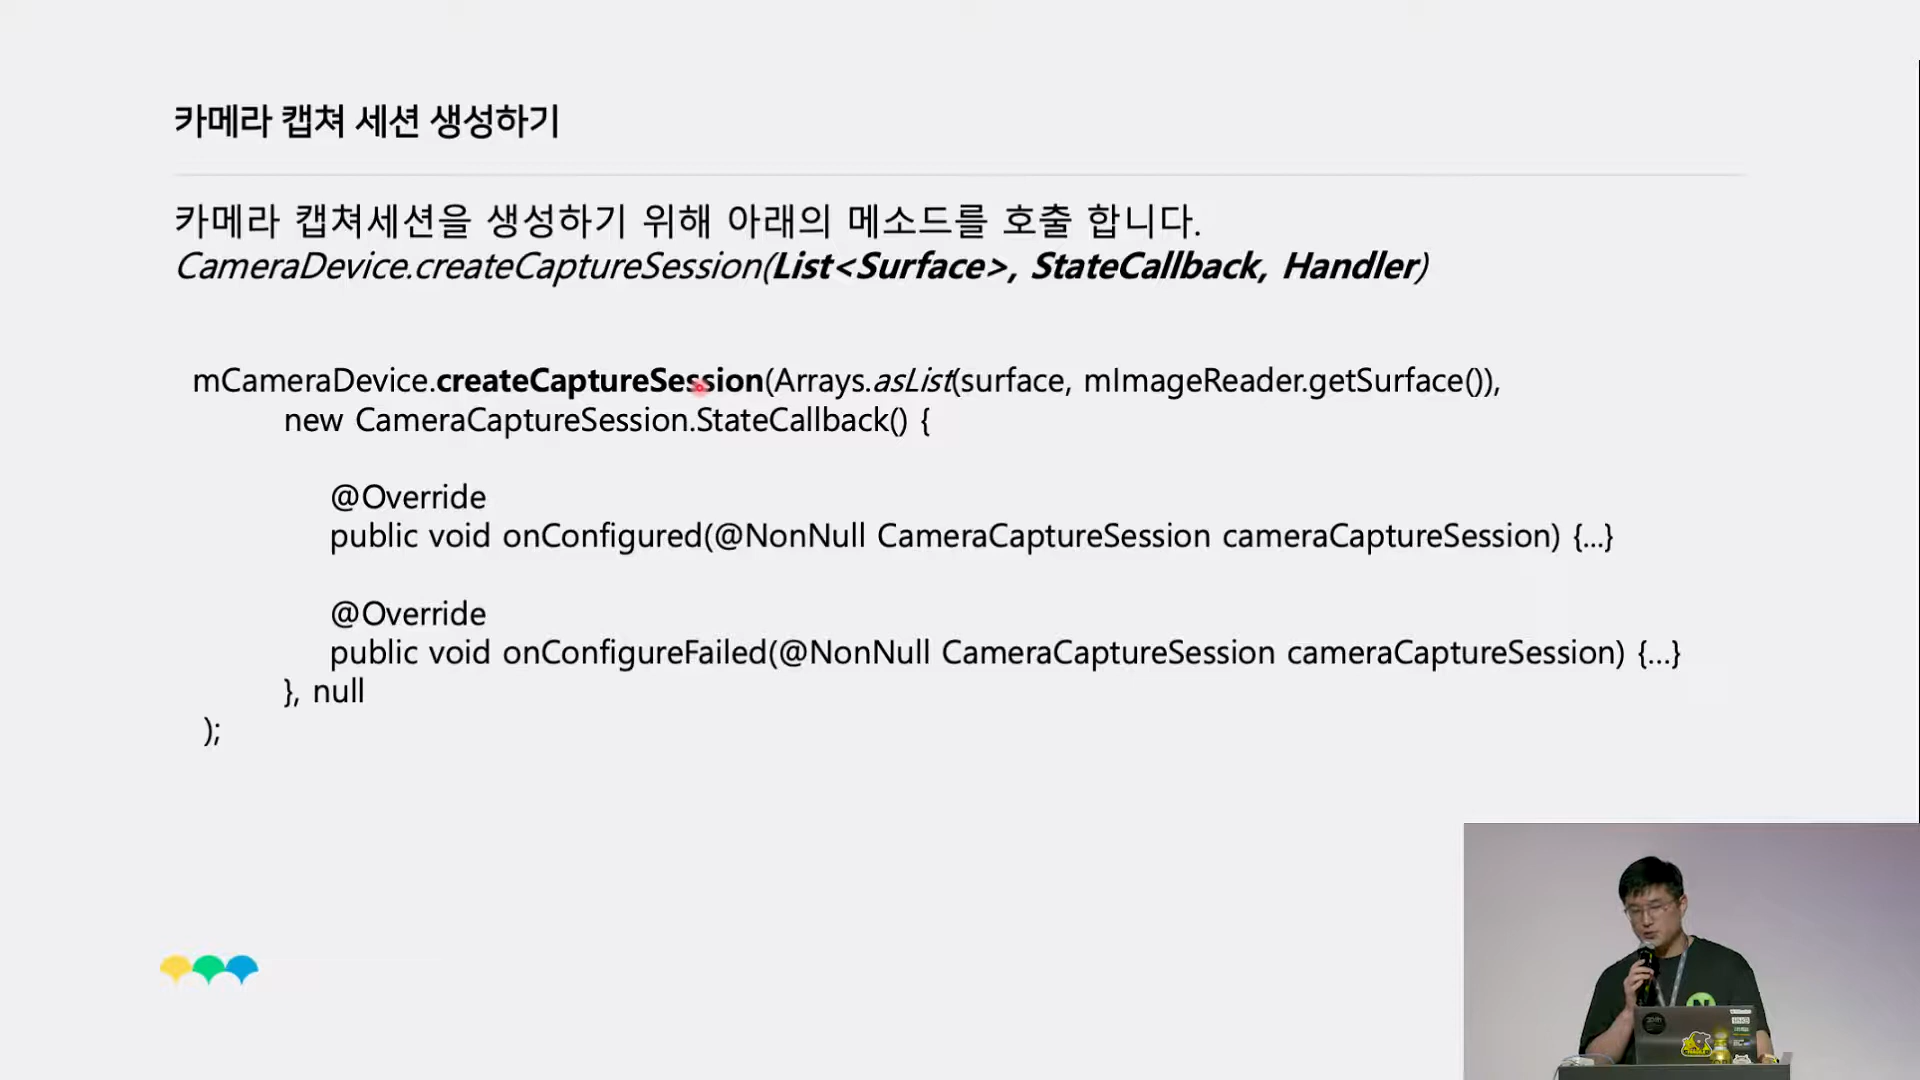 카메라 캡쳐 세션 생성하기
카메라 캡쳐세션을 생성하기 위해 아래의 메소드를 호출 합니다.
CameraDevice.createCaptureSession(List<Surface>, StateCallback, Handler)
mCameraDevice.createCaptureSession(Arrays.asList(surface, mImageReader.getSurface()),
new CameraCaptureSession.StateCallback() {
@Override
public void onConfigured(@NonNull CameraCaptureSession cameraCaptureSession) {...}
@Override
public void onConfigureFailed(@NonNull CameraCaptureSession cameraCaptureSession) {...}
}, null
);